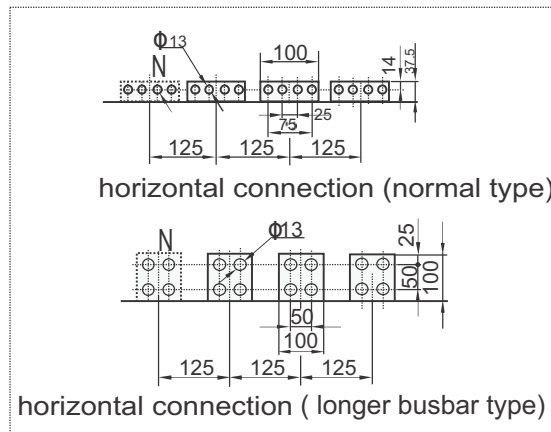 Φ13
100
N
14
37.5
25
75
125 125 125
horizontal connection (normal type)
N
Φ13
25
50
100
50
100
125 125 125
horizontal connection ( longer busbar type)